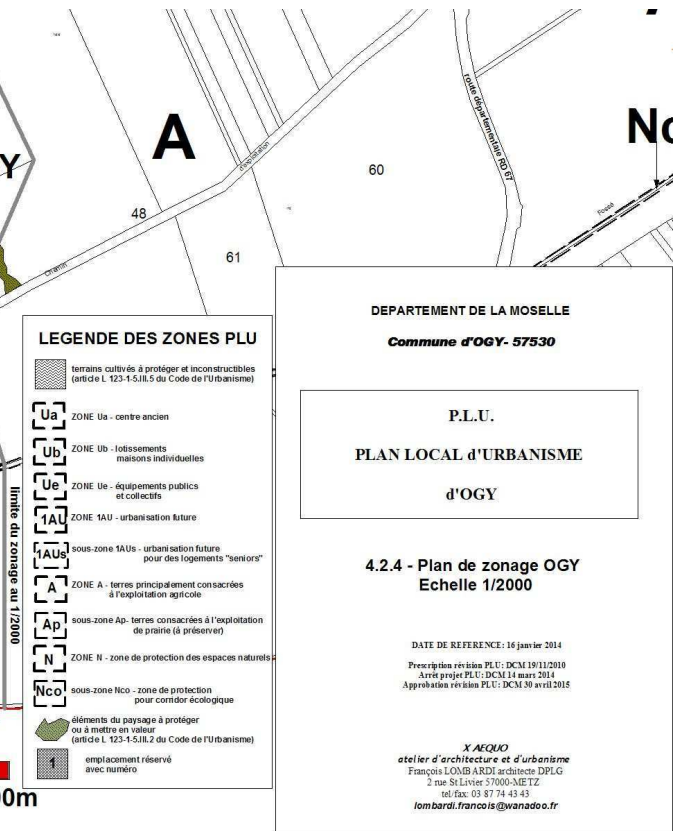 A
Nc
Y
route départementale RD 67
d'exploitation
60
48
Fossé
61
Chemin
LEGENDE DES ZONES PLU
terrains cultivés à protéger et inconstructibles
(article L 123-1-5.III.5 du Code de l'Urbanisme)
Ua ZONE Ua - centre ancien
Ub ZONE Ub - lotissements
maisons individuelles
Ue ZONE Ue - équipements publics
et collectifs
1AU ZONE 1AU - urbanisation future
1AUs sous-zone 1AUs - urbanisation future
pour des logements "seniors"
A ZONE A - terres principalement consacrées
à l'exploitation agricole
Ap sous-zone Ap- terres consacrées à l'exploitation
de prairie (à préserver)
N ZONE N - zone de protection des espaces naturels
Nco sous-zone Nco - zone de protection
pour corridor écologique
éléments du paysage à protéger
ou à mettre en valeur
(article L 123-1-5.III.2 du Code de l'Urbanisme)
1 emplacement réservé
avec numéro
limite du zonage au 1/2000
0m
DEPARTEMENT DE LA MOSELLE
Commune d'OGY- 57530
P.L.U.
PLAN LOCAL d'URBANISME
d'OGY
4.2.4 - Plan de zonage OGY
Echelle 1/2000
DATE DE REFERENCE: 16 janvier 2014
Prescription révision PLU: DCM 19/11/2010
Arrêt projet PLU: DCM 14 mars 2014
Approbation révision PLU: DCM 30 avril 2015
X AEQUO
atelier d'architecture et d'urbanisme
François LOMBARDI architecte DPLG
2 rue St Livier 57000-METZ
tel/fax: 03 87 74 43 43
lombardi.francois@wanadoo.fr